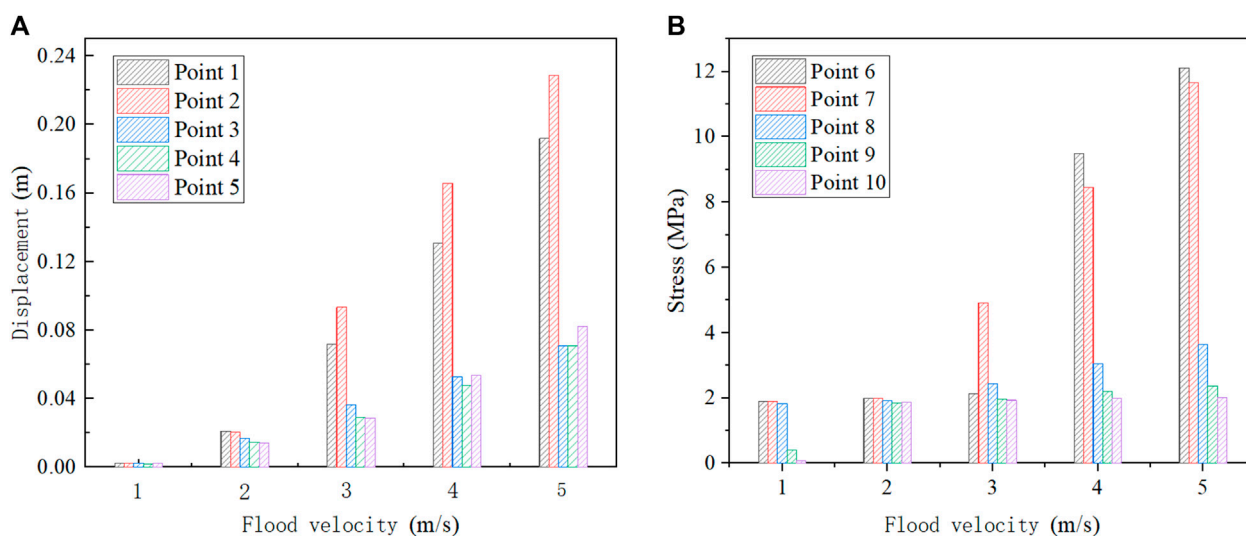 A
Displacement (m)
0.24
0.20
0.16
0.12
0.08
0.04
0.00
Point 1
Point 2
Point 3
Point 4
Point 5
1 2 3 4 5
Flood velocity (m/s)
B
Stress (MPa)
12
10
8
6
4
2
0
Point 6
Point 7
Point 8
Point 9
Point 10
1 2 3 4 5
Flood velocity (m/s)